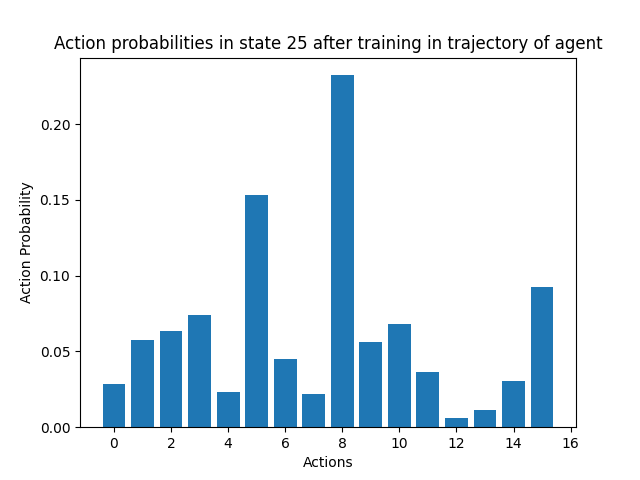 Action probabilities in state 25 after training in trajectory of agent
Action Probability
0.20
0.15
0.10
0.05
0.00
0 2 4 6 8 10 12 14 16
Actions